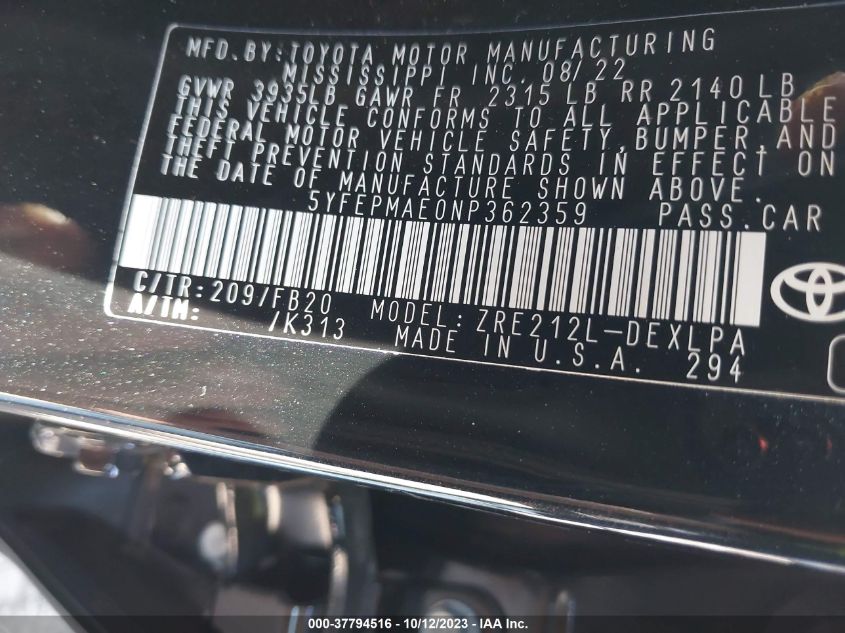 MFD. BY: TOYOTA MOTOR MANUFACTURING
MISSISSIPPI INC. 08/22
GVWR 3935LB GAWR FR 2315 LB RR 2140 LB
THIS VEHICLE CONFORMS TO ALL APPLICABLE
FEDERAL MOTOR VEHICLE SAFETY, BUMPER, AND
THEFT PREVENTION STANDARDS IN EFFECT ON
THE DATE OF MANUFACTURE SHOWN ABOVE.
5YFEPMAE0NP362359 PASS.CAR
C/TR: 209/FB20 MODEL: ZRE212L-DEXLPA
A/TM: /K313 MADE IN U.S.A. 294
000-37794516 - 10/12/2023 - IAA Inc.